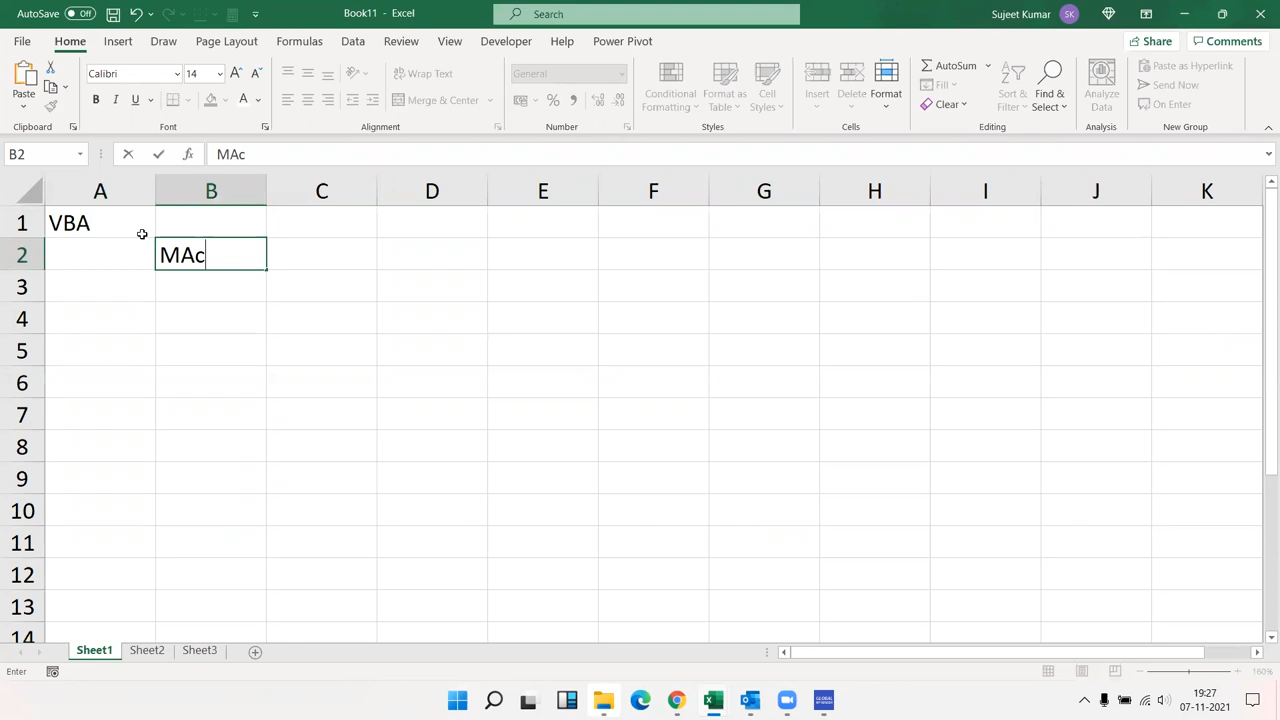 AutoSave Off Book11 - Excel Search Sujeet Kumar SK
File Home Insert Draw Page Layout Formulas Data Review View Developer Help Power Pivot Share Comments
Paste Calibri 14 A A Wrap Text General Conditional Formatting Format as Table Cell Styles Insert Delete Format AutoSum Sort & Filter Find & Select Analyze Data Paste as Hyperlink
Fill Send Now
B I U A Merge & Center % Clear On Enter
Clipboard Font Alignment Number Styles Cells Editing Analysis New Group
B2 fx MAc
A B C D E F G H I J K
1 VBA
2 MAc
3
4
5
6
7
8
9
10
11
12
13
14
Sheet1 Sheet2 Sheet3
Enter 160%
19:27
07-11-2021